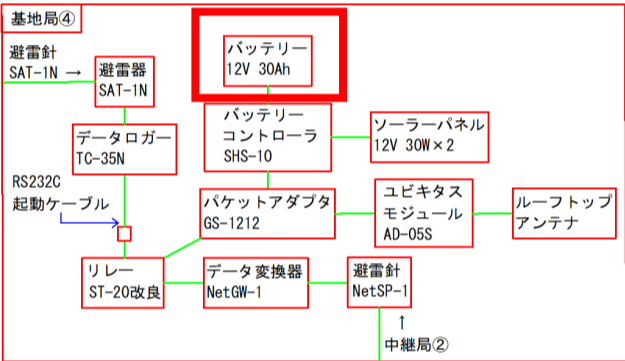 基地局④
避雷針
SAT-1N →
避雷器
SAT-1N
バッテリー
12V 30Ah
バッテリー
コントローラ
SHS-10
ソーラーパネル
12V 30W×2
データロガー
TC-35N
RS232C
起動ケーブル
パケットアダプタ
GS-1212
ユビキタス
モジュール
AD-05S
ルーフトップ
アンテナ
リレー
ST-20改良
データ変換器
NetGW-1
避雷針
NetSP-1
↑
中継局②